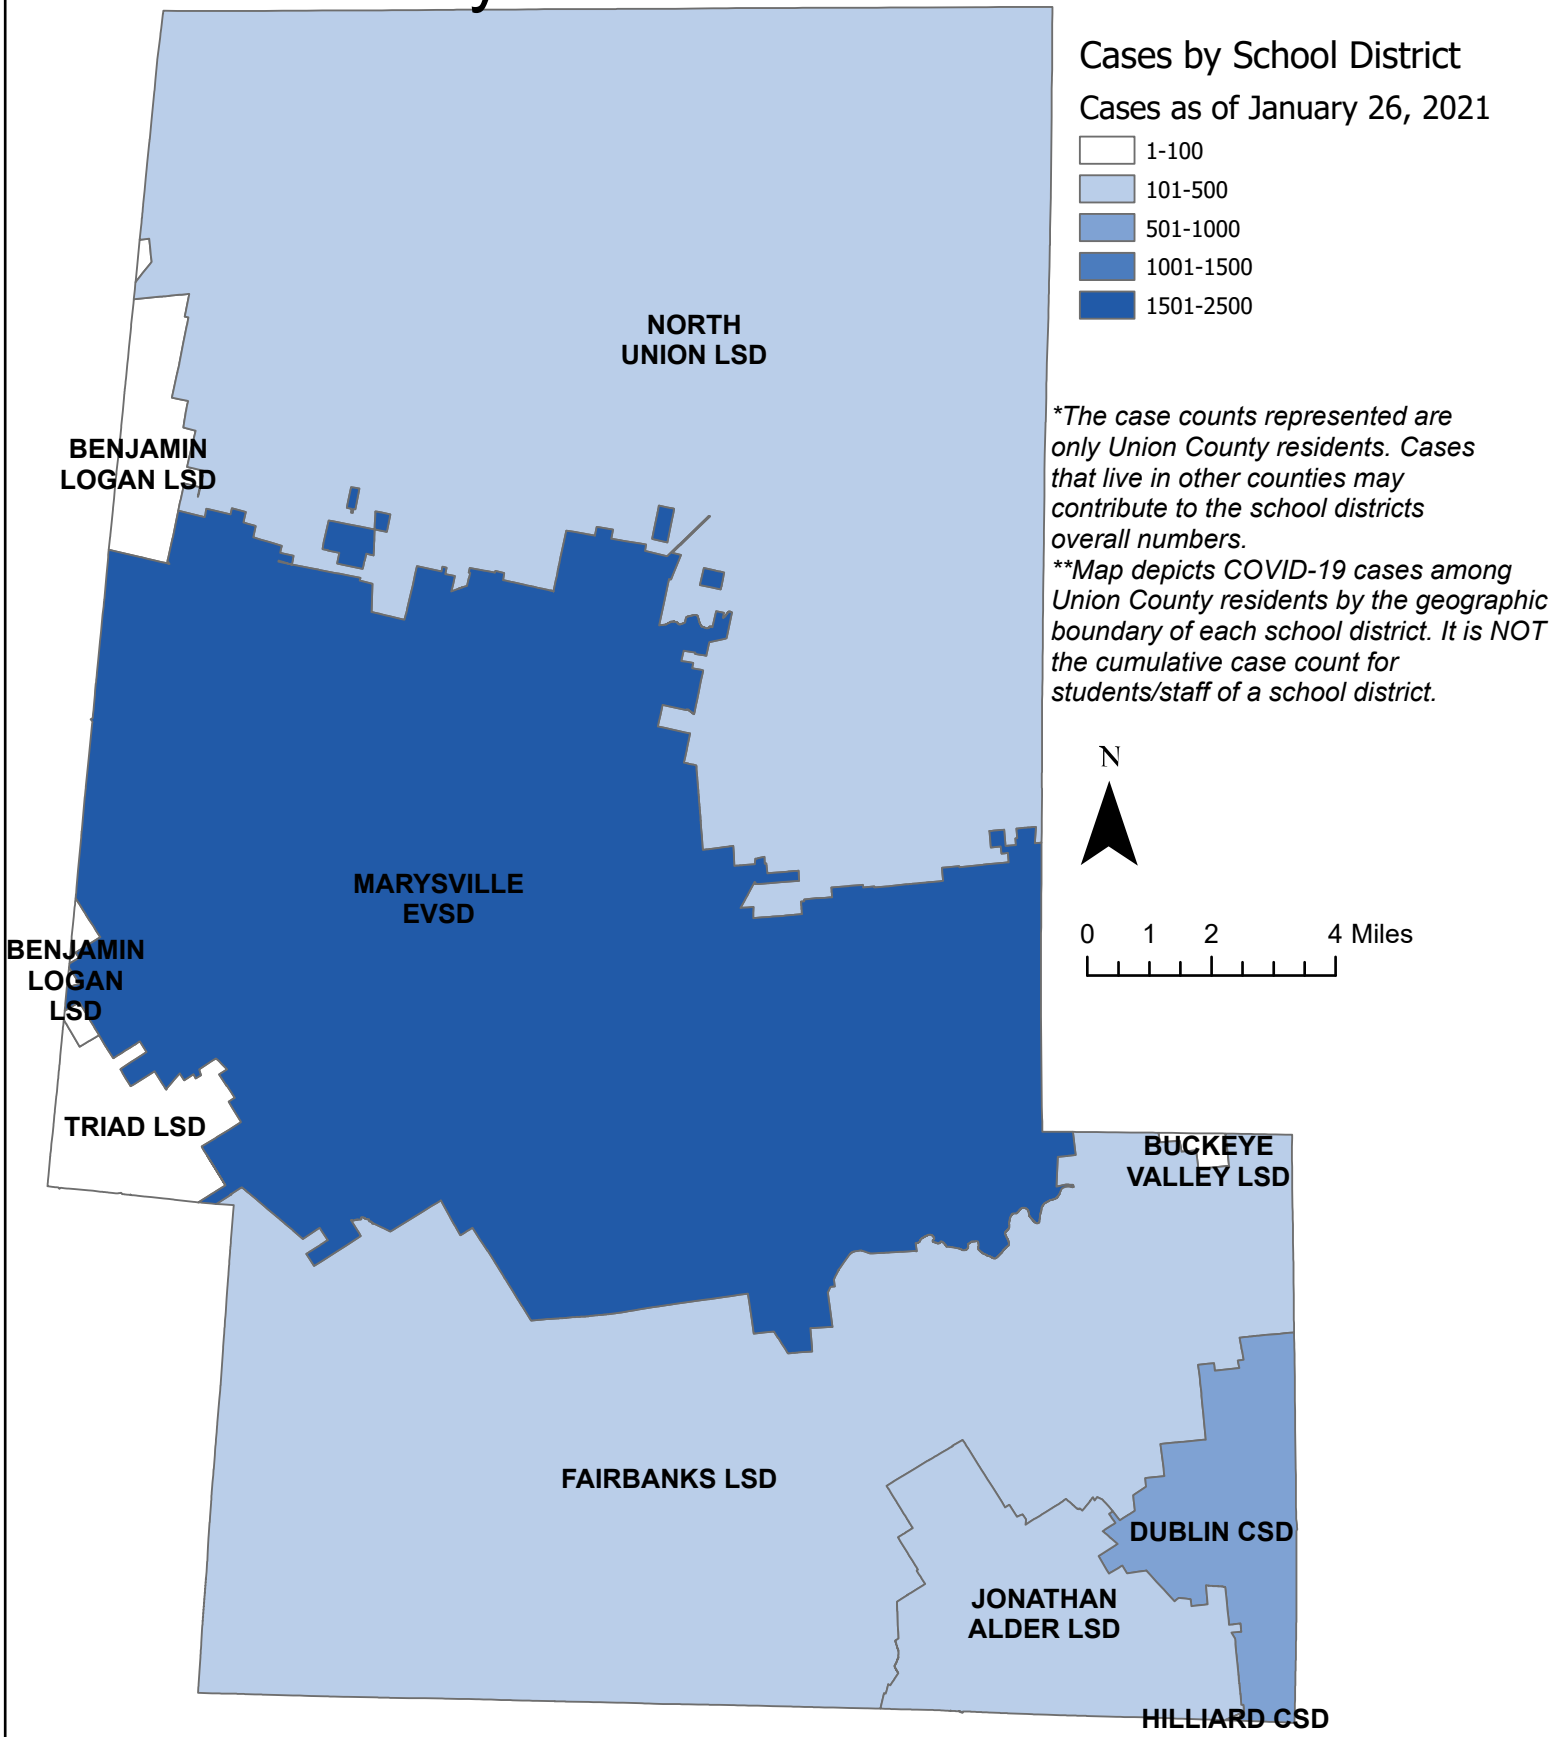 Cases by School District
Cases as of January 26, 2021
1-100
101-500
501-1000
1001-1500
1501-2500
NORTH
UNION LSD
*The case counts represented are
only Union County residents. Cases
that live in other counties may
contribute to the school districts
overall numbers.
**Map depicts COVID-19 cases among
Union County residents by the geographic
boundary of each school district. It is NOT
the cumulative case count for
students/staff of a school district.
BENJAMIN
LOGAN LSD
N
MARYSVILLE
EVSD
0 1 2 4 Miles
BENJAMIN
LOGAN
LSD
TRIAD LSD
BUCKEYE
VALLEY LSD
FAIRBANKS LSD
DUBLIN CSD
JONATHAN
ALDER LSD
HILLIARD CSD